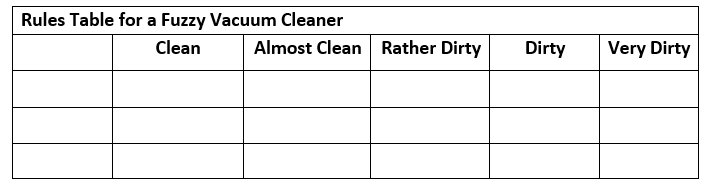 Rules Table for a Fuzzy Vacuum Cleaner
Clean Almost Clean Rather Dirty Dirty Very Dirty